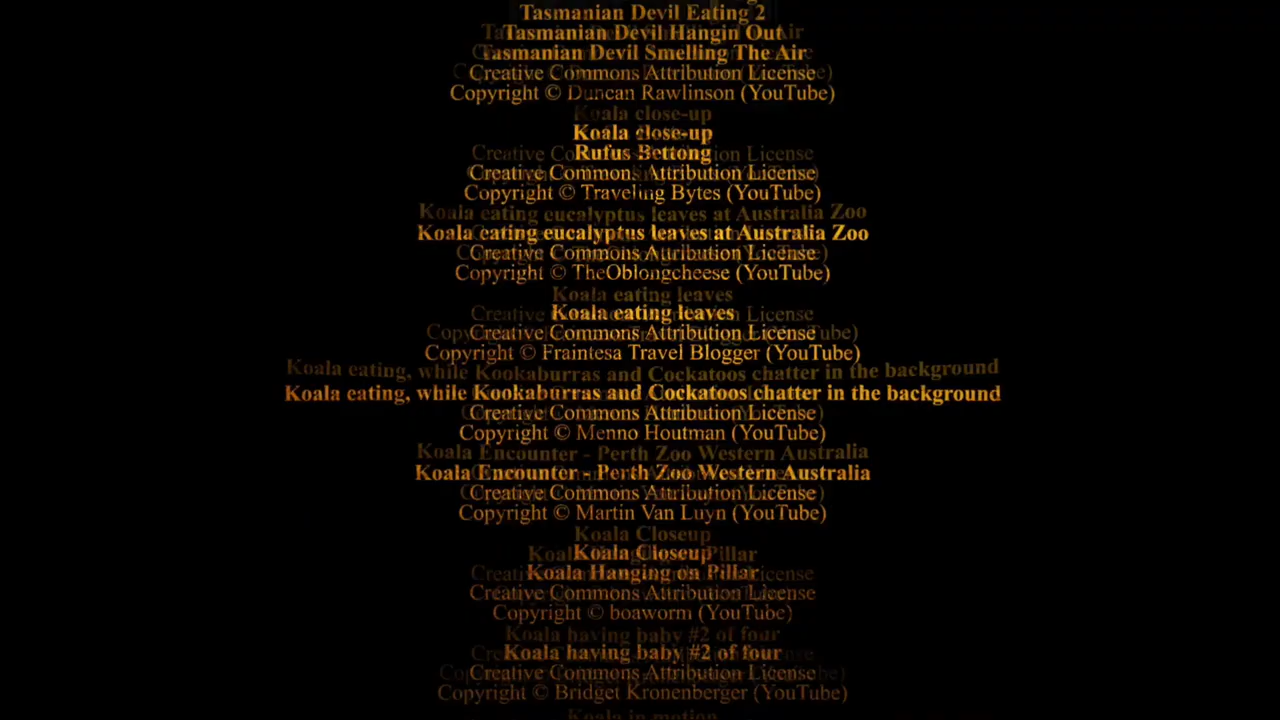 Tasmanian Devil Eating 2
Tasmanian Devil Hangin Out
Tasmanian Devil Smelling The Air
Creative Commons Attribution License
Copyright © Duncan Rawlinson (YouTube)
Koala close-up
Rufus Bettong
Creative Commons Attribution License
Copyright © Traveling Bytes (YouTube)
Koala eating eucalyptus leaves at Australia Zoo
Creative Commons Attribution License
Copyright © TheOblongcheese (YouTube)
Koala eating leaves
Creative Commons Attribution License
Copyright © Fraintesa Travel Blogger (YouTube)
Koala eating, while Kookaburras and Cockatoos chatter in the background
Creative Commons Attribution License
Copyright © Menno Houtman (YouTube)
Koala Encounter - Perth Zoo Western Australia
Creative Commons Attribution License
Copyright © Martin Van Luyn (YouTube)
Koala Closeup
Koala Hanging on Pillar
Creative Commons Attribution License
Copyright © boaworm (YouTube)
Koala having baby #2 of four
Creative Commons Attribution License
Copyright © Bridget Kronenberger (YouTube)
Koala in motion